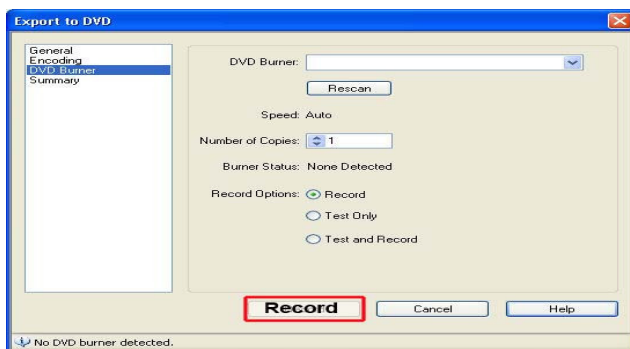 Export to DVD
General
Encoding
DVD Burner
Summary
DVD Burner:
Rescan
Speed: Auto
Number of Copies: 1
Burner Status: None Detected
Record Options: Record
Test Only
Test and Record
Record Cancel Help
No DVD burner detected.